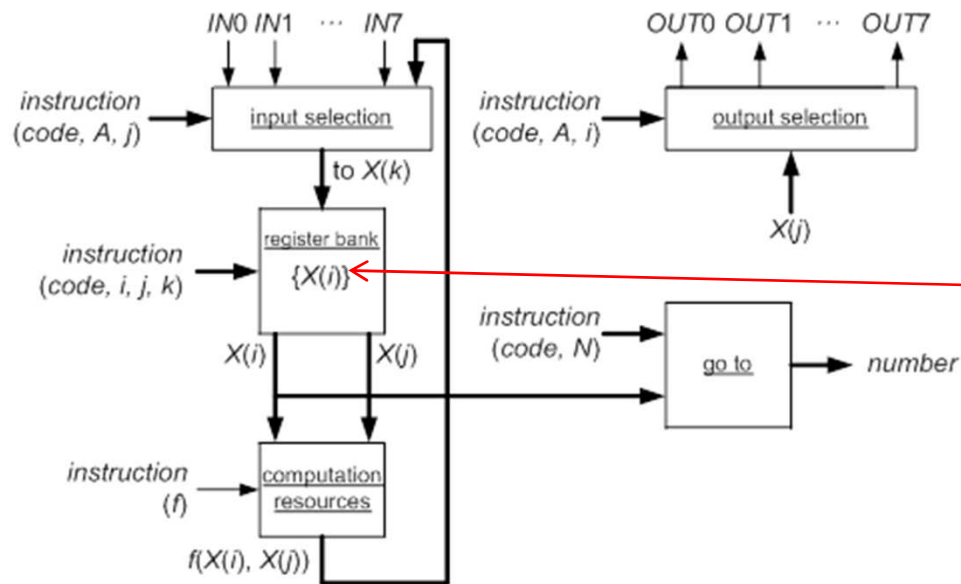 IN0 IN1 ··· IN7
OUT0 OUT1 ··· OUT7
instruction
(code, A, j)
input selection
instruction
(code, A, i)
output selection
to X(k)
X(j)
register bank
{X(i)}
instruction
(code, i, j, k)
X(i)
X(j)
instruction
(code, N)
go to
number
instruction
(f)
computation
resources
f(X(i), X(j))